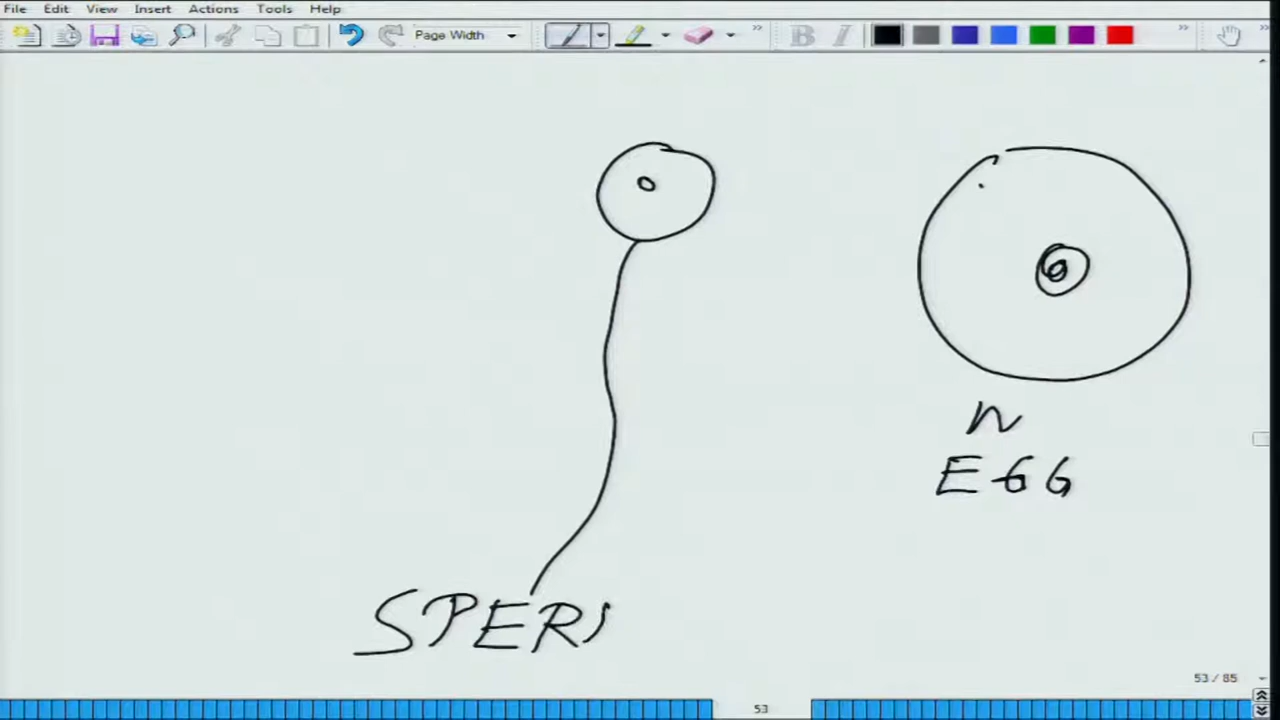 File Edit View Insert Actions Tools Help
Page Width
B I
n
EGG
SPER
53 / 85
53